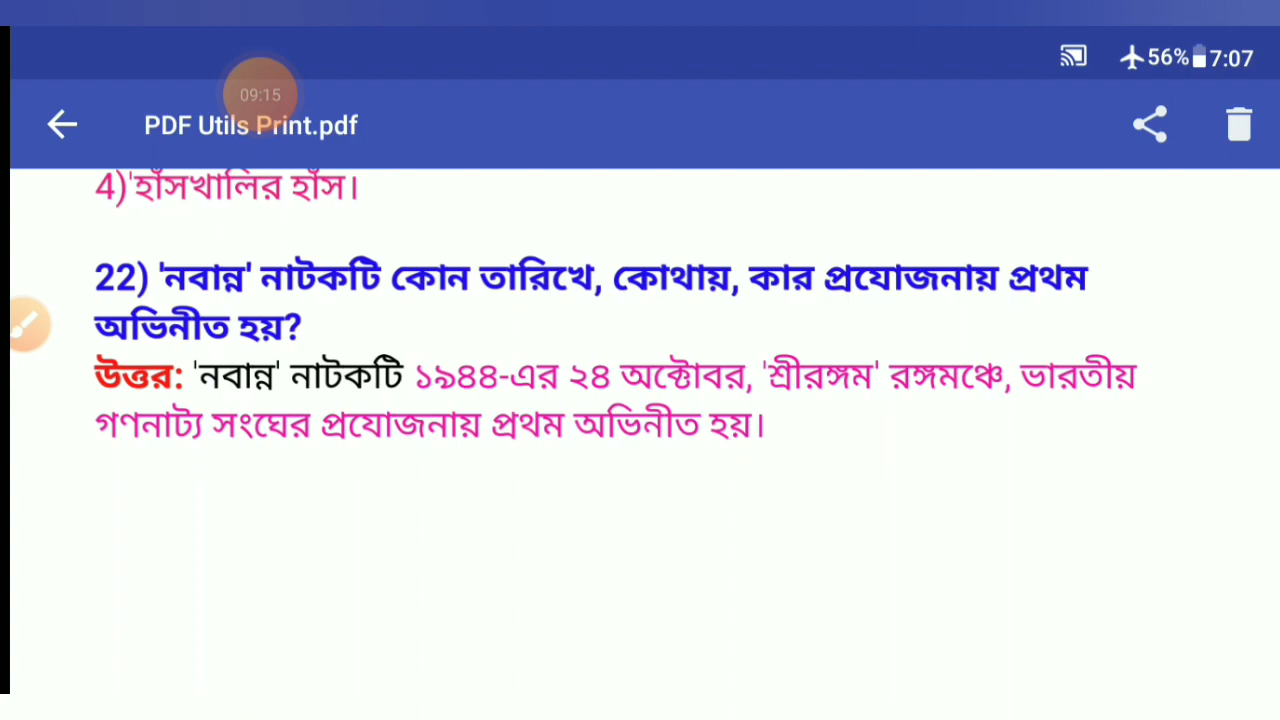 56% 7:07
09:15
PDF Utils Print.pdf
4)'হাঁসখালির হাঁস।
22) 'নবান্ন' নাটকটি কোন তারিখে, কোথায়, কার প্রযোজনায় প্রথম
অভিনীত হয়?
উত্তর: 'নবান্ন' নাটকটি ১৯৪৪-এর ২৪ অক্টোবর, 'শ্রীরঙ্গম' রঙ্গমঞ্চে, ভারতীয়
গণনাট্য সংঘের প্রযোজনায় প্রথম অভিনীত হয়।